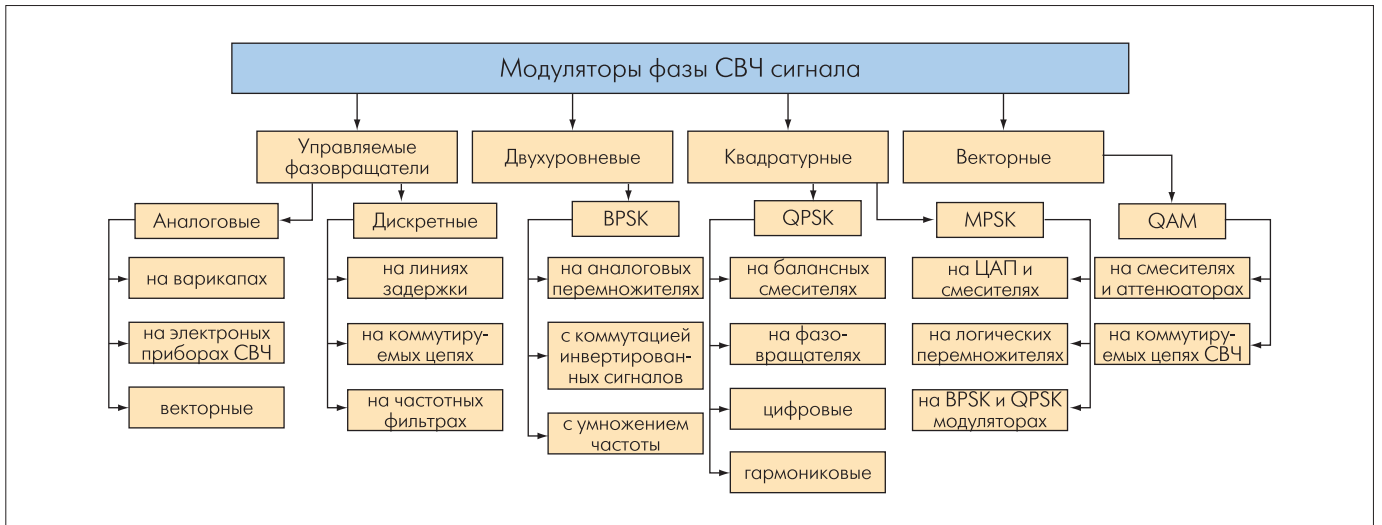 Модуляторы фазы СВЧ сигнала
Управляемые
фазовращатели
Двухуровневые
Квадратурные
Векторные
Аналоговые
Дискретные
BPSK
QPSK
MPSK
QAM
на варикапах
на электроных
приборах СВЧ
векторные
на линиях
задержки
на коммутиру-
емых цепях
на частотных
фильтрах
на аналоговых
перемножителях
с коммутацией
инвертирован-
ных сигналов
с умножением
частоты
на балансных
смесителях
на фазо-
вращателях
цифровые
гармониковые
на ЦАП и
смесителях
на логических
перемножителях
на BPSK и QPSK
модуляторах
на смесителях
и аттенюаторах
на коммутиру-
емых цепях СВЧ